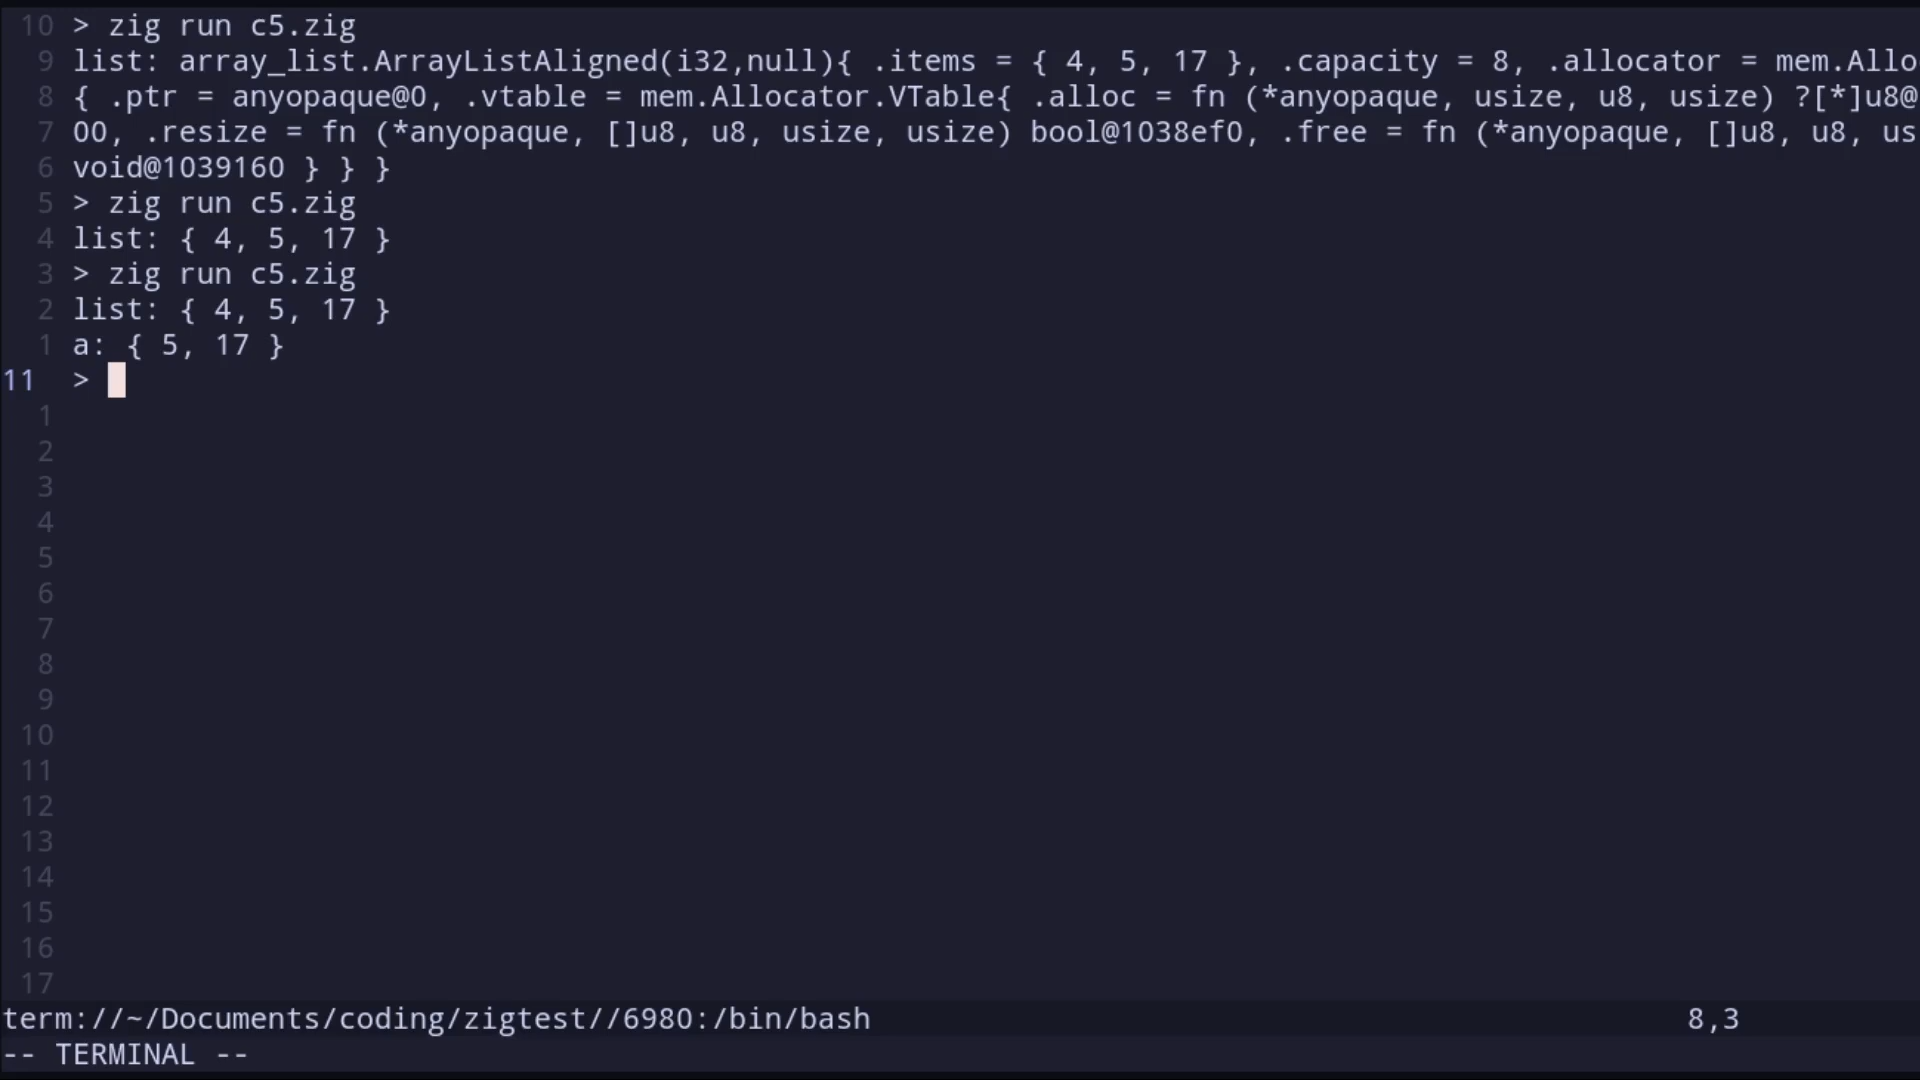 10 > zig run c5.zig
9 list: array_list.ArrayListAligned(i32,null){ .items = { 4, 5, 17 }, .capacity = 8, .allocator = mem.Allo
8 { .ptr = anyopaque@0, .vtable = mem.Allocator.VTable{ .alloc = fn (*anyopaque, usize, u8, usize) ?[*]u8@
7 00, .resize = fn (*anyopaque, []u8, u8, usize, usize) bool@1038ef0, .free = fn (*anyopaque, []u8, u8, us
6 void@1039160 } } }
5 > zig run c5.zig
4 list: { 4, 5, 17 }
3 > zig run c5.zig
2 list: { 4, 5, 17 }
1 a: { 5, 17 }
11 >
1
2
3
4
5
6
7
8
9
10
11
12
13
14
15
16
17
term://~/Documents/coding/zigtest//6980:/bin/bash 8,3
-- TERMINAL --